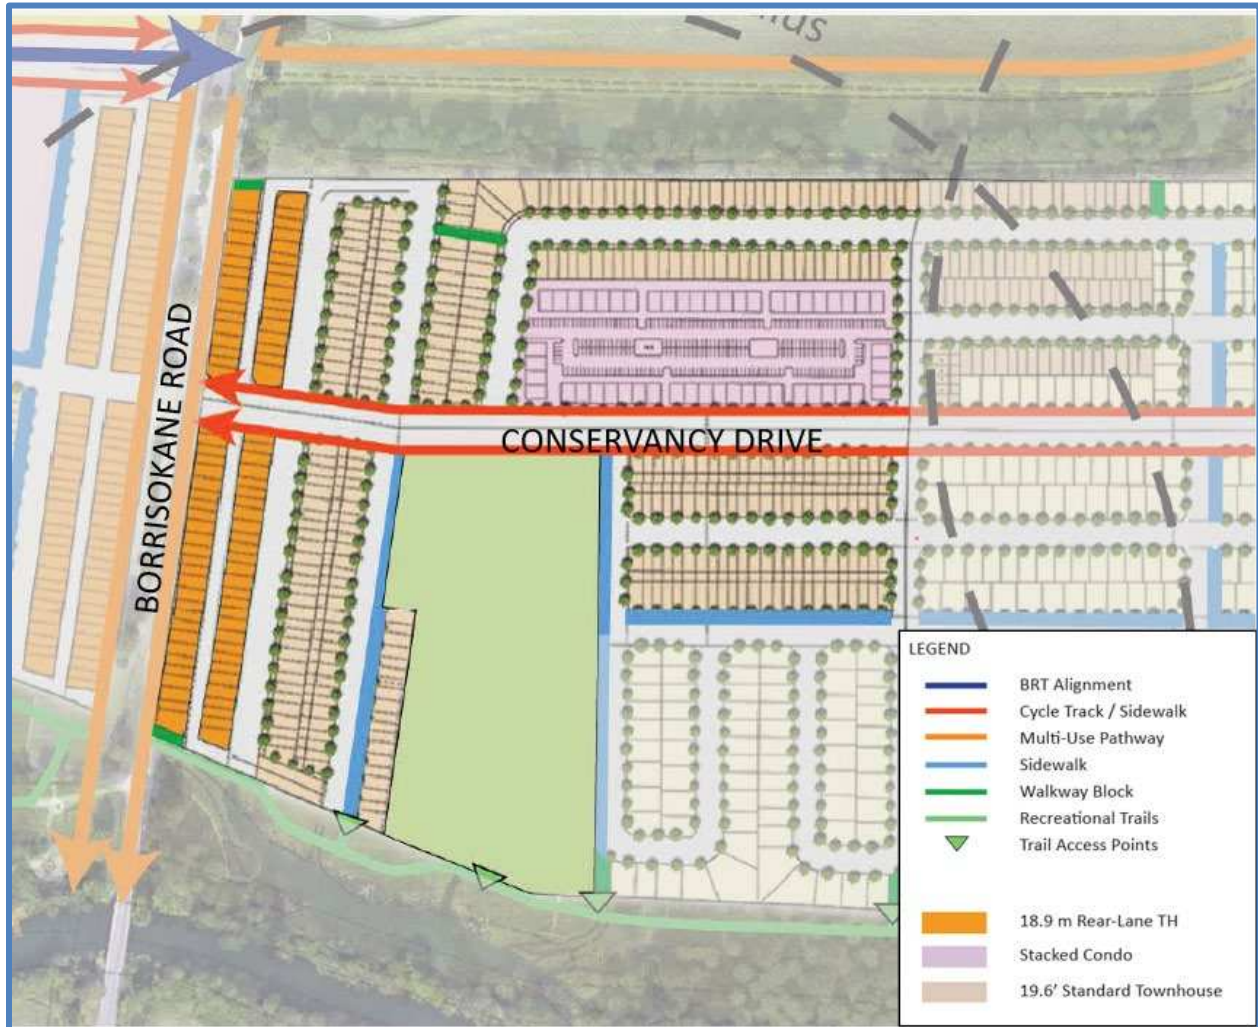 BORRISOKANE ROAD
CONSERVANCY DRIVE
LEGEND
BRT Alignment
Cycle Track / Sidewalk
Multi-Use Pathway
Sidewalk
Walkway Block
Recreational Trails
Trail Access Points
18.9 m Rear-Lane TH
Stacked Condo
19.6' Standard Townhouse